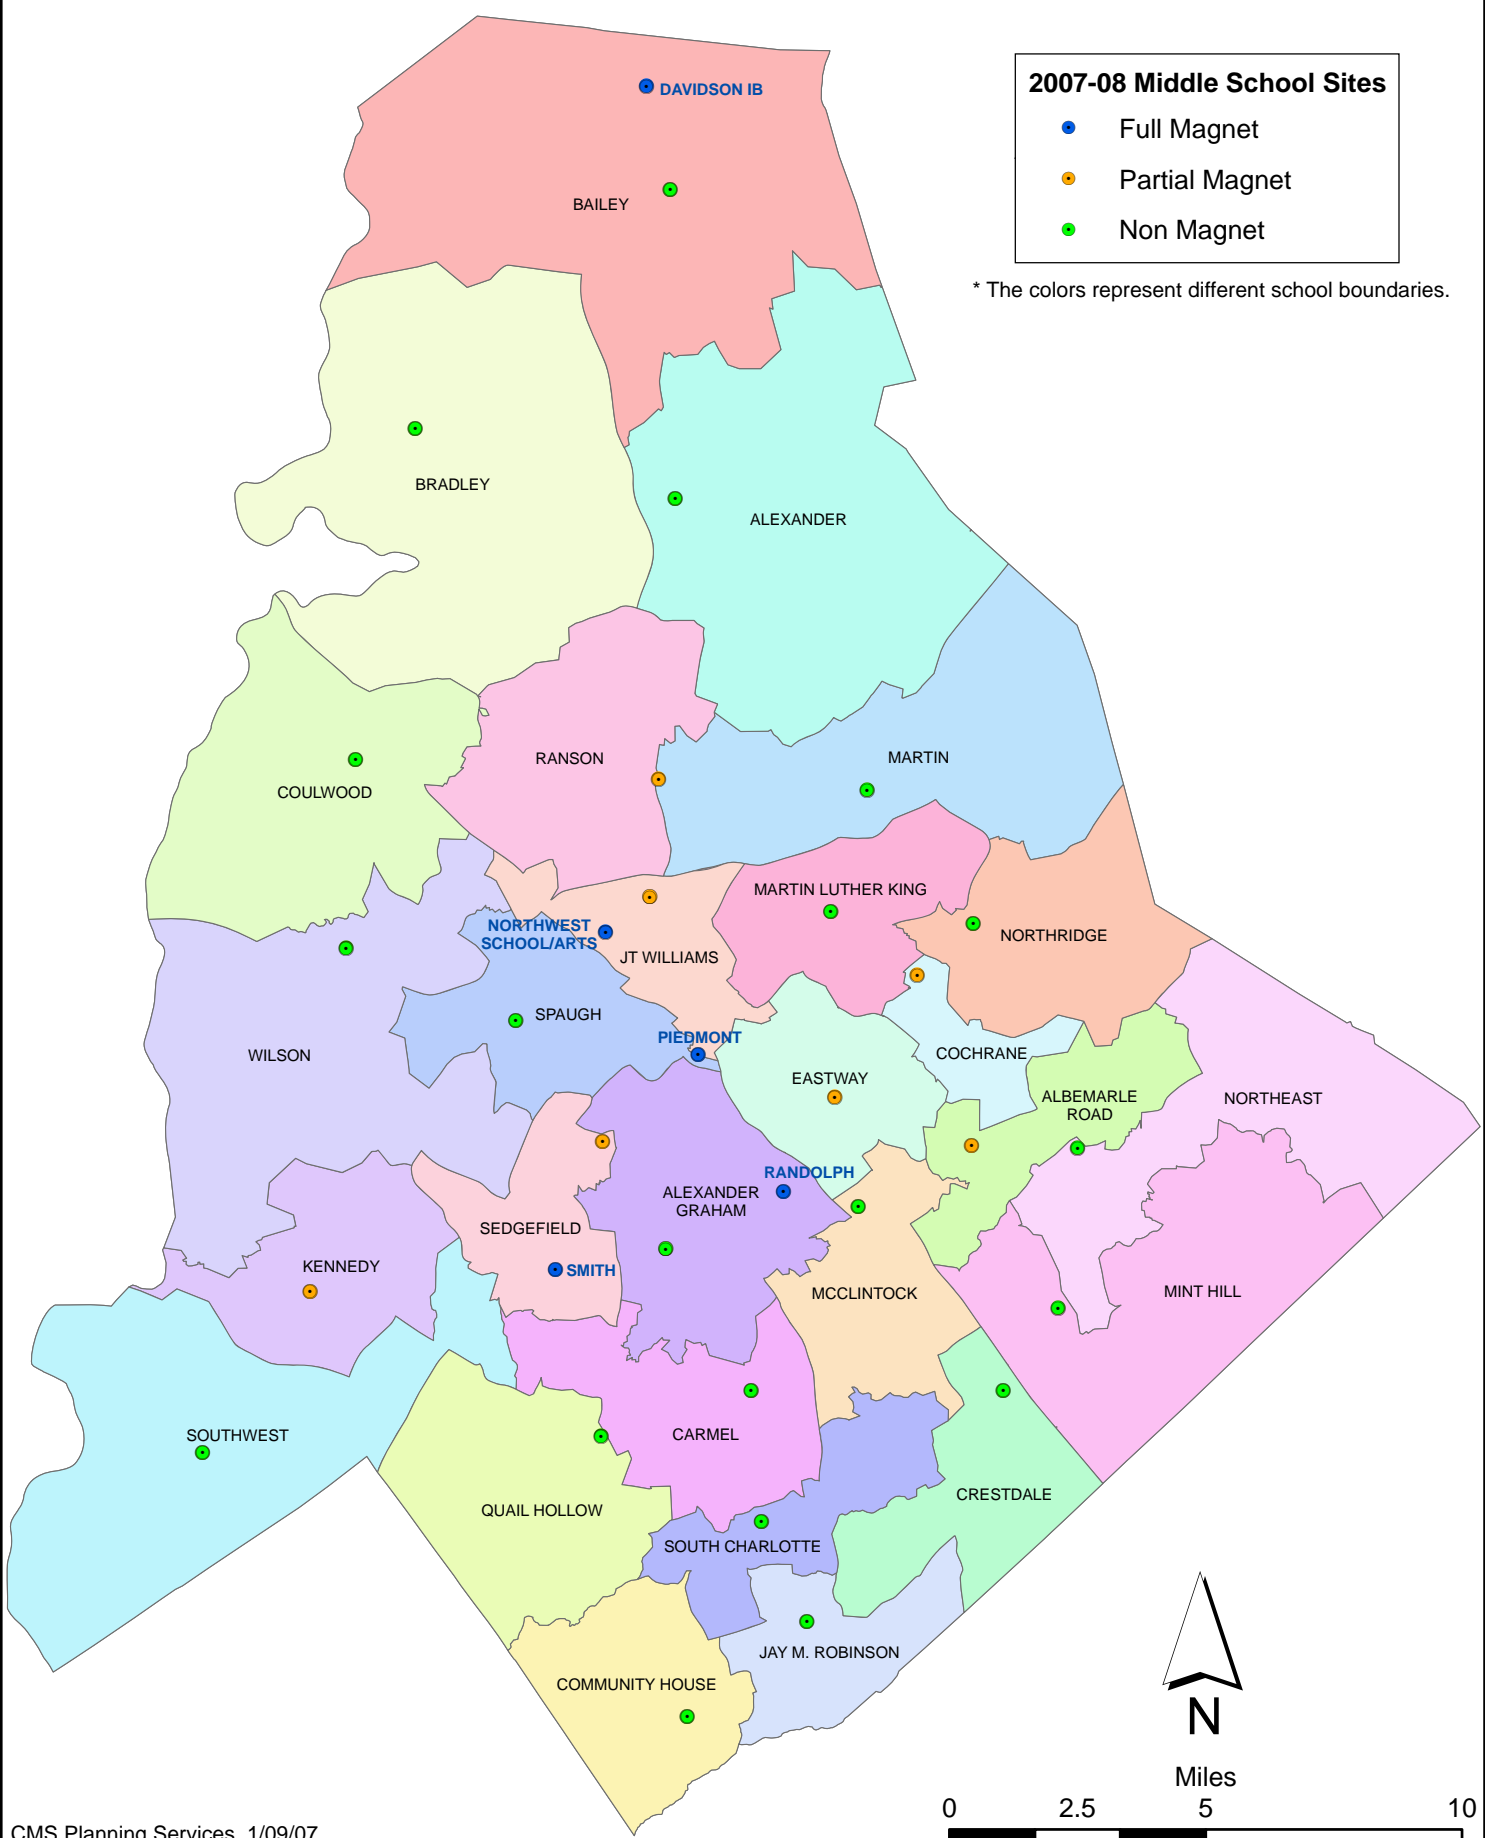 DAVIDSON IB
2007-08 Middle School Sites
Full Magnet
Partial Magnet
Non Magnet
* The colors represent different school boundaries.
BAILEY
BRADLEY
ALEXANDER
RANSON
MARTIN
COULWOOD
MARTIN LUTHER KING
NORTHWEST
SCHOOL/ARTS
JT WILLIAMS
NORTHRIDGE
SPAUGH
PIEDMONT
WILSON
COCHRANE
EASTWAY
ALBEMARLE
ROAD
NORTHEAST
RANDOLPH
ALEXANDER
GRAHAM
SEDGEFIELD
KENNEDY
SMITH
MCCLINTOCK
MINT HILL
SOUTHWEST
CARMEL
QUAIL HOLLOW
CRESTDALE
SOUTH CHARLOTTE
JAY M. ROBINSON
COMMUNITY HOUSE
N
Miles
0 2.5 5 10
CMS Planning Services 1/09/07